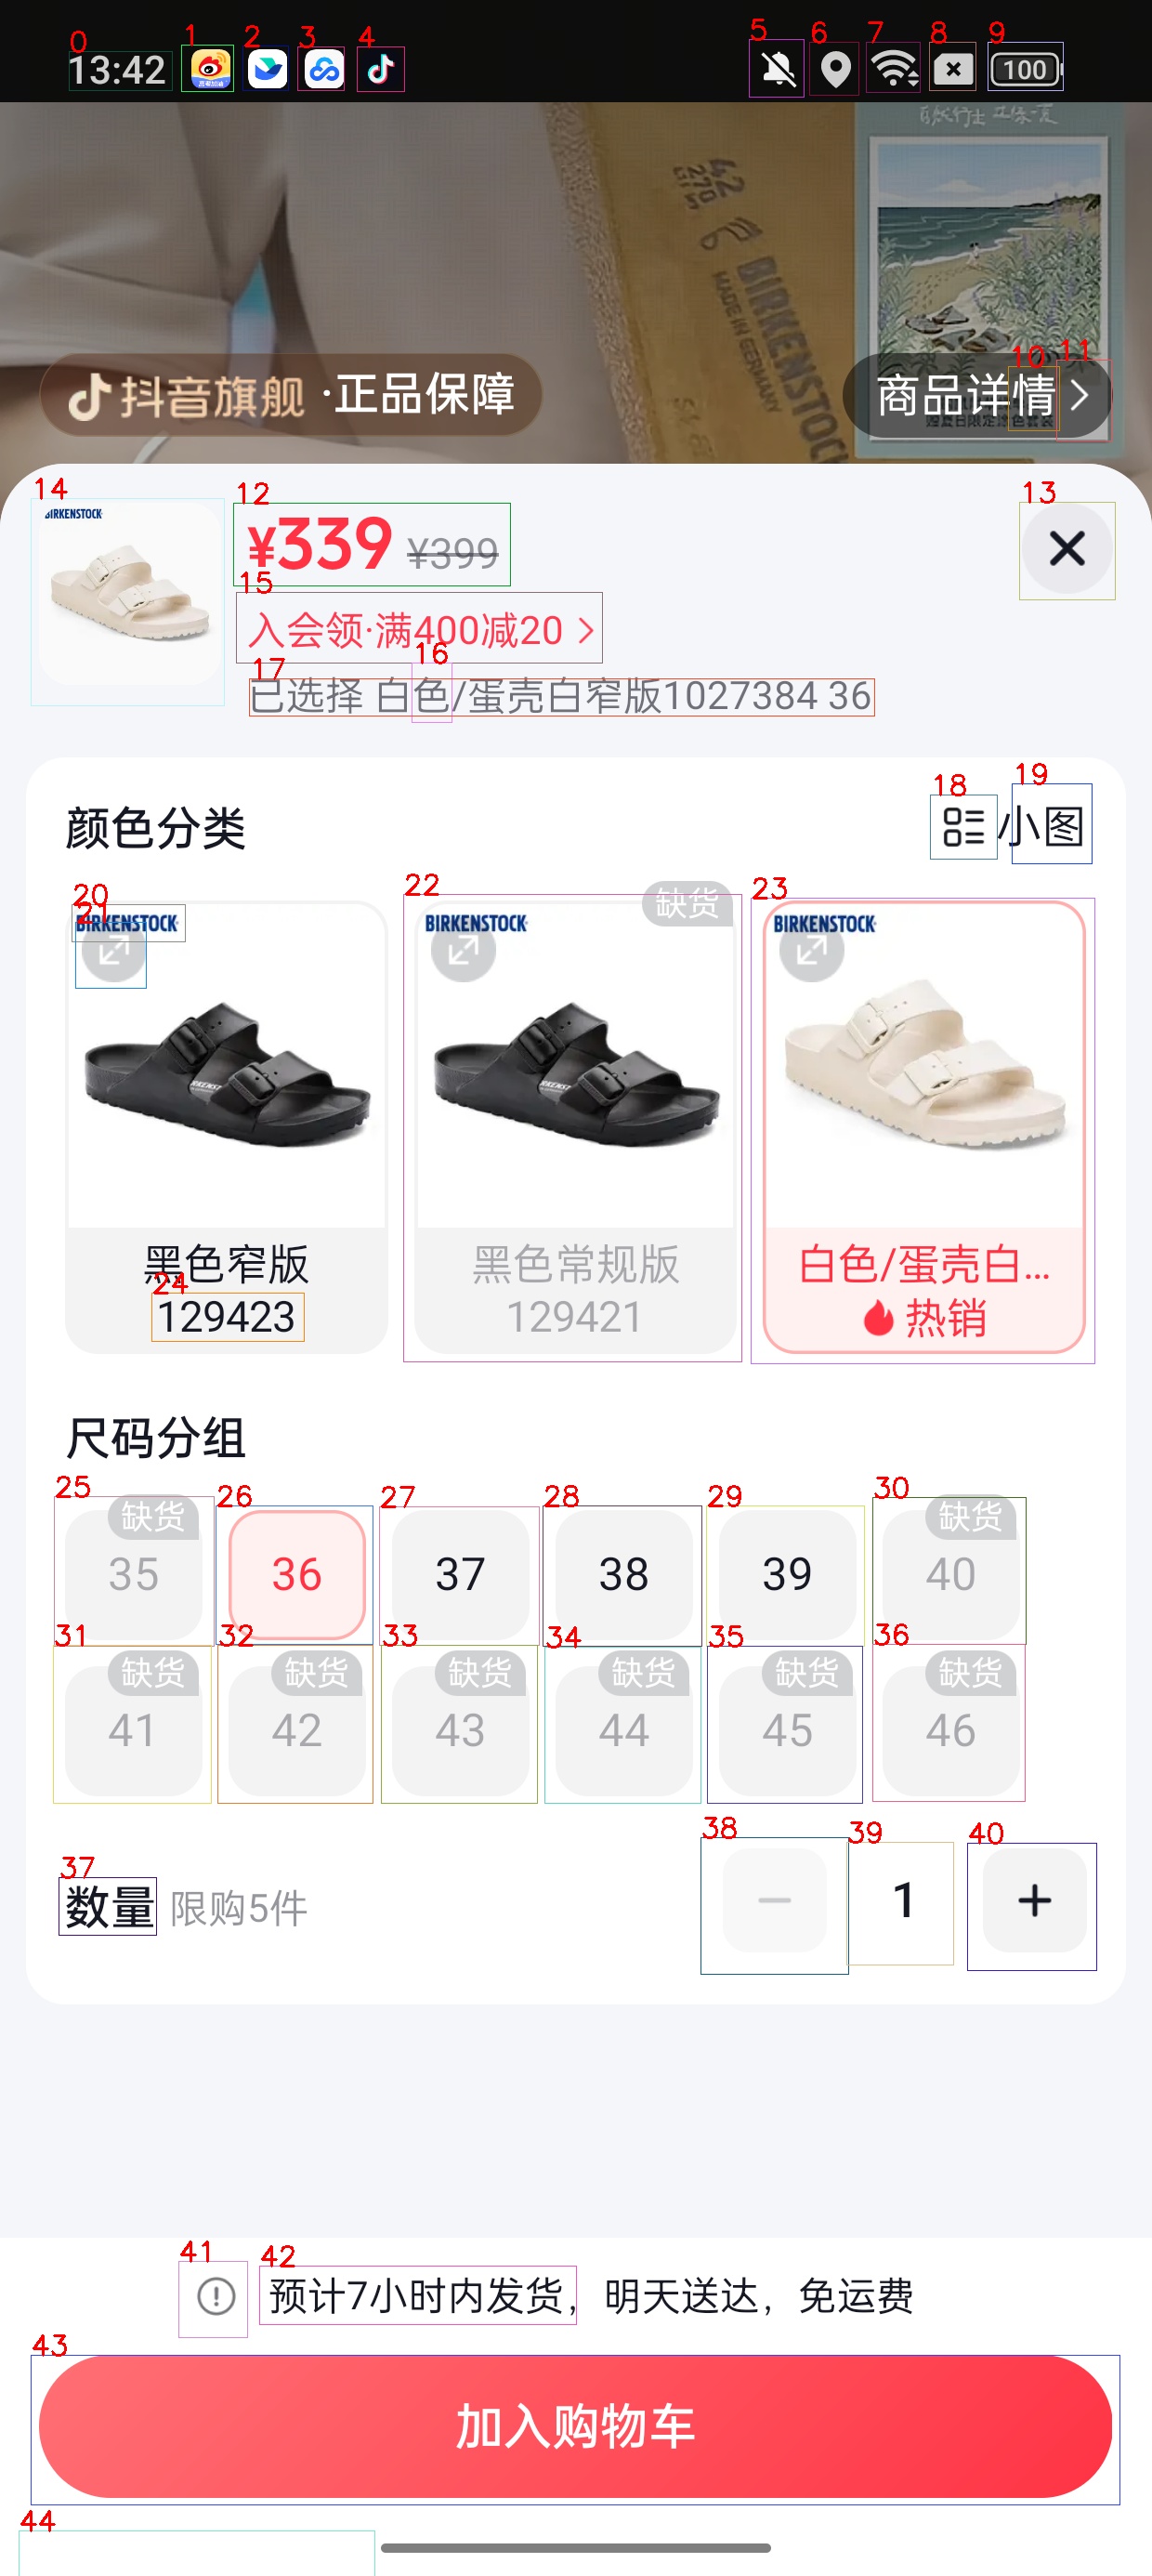 13:42
100
42
270
BIRKENSTOCK
MADE IN GERMANY
抖音旗舰 ·正品保障
商品详情
BIRKENSTOCK
¥339 ¥399
入会领·满400减20
已选择 白色/蛋壳白窄版1027384 36
颜色分类
小图
缺货
BIRKENSTOCK
BIRKENSTOCK
BIRKENSTOCK
黑色窄版
129423
黑色常规版
129421
白色/蛋壳白...
热销
尺码分组
缺货 缺货
35 36 37 38 39 40
缺货 缺货 缺货 缺货 缺货 缺货
41 42 43 44 45 46
数量 限购5件
1
预计7小时内发货，明天送达，免运费
加入购物车